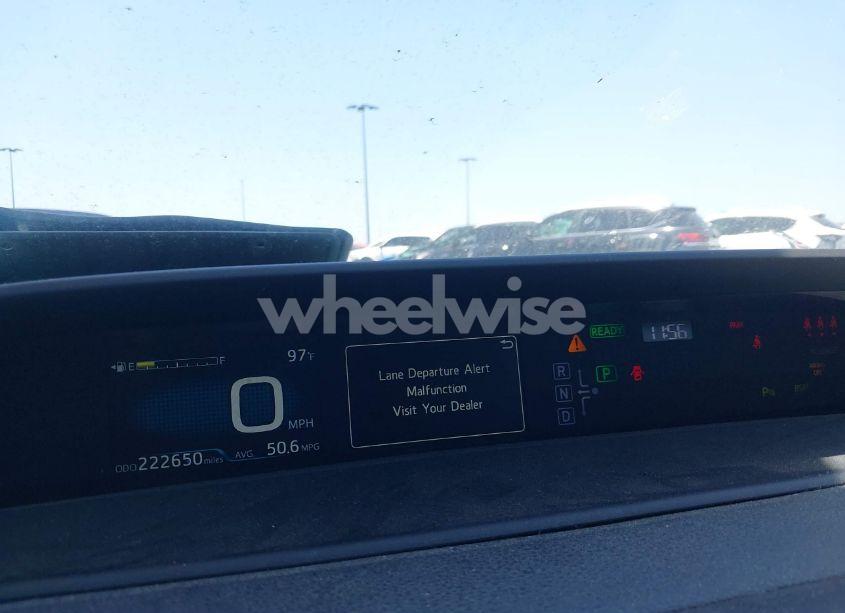 wheelwise
E F
97°F
0 MPH
ODO 222650 miles AVG. 50.6 MPG
Lane Departure Alert
Malfunction
Visit Your Dealer
READY
11:56
R
N
D
P
PARK